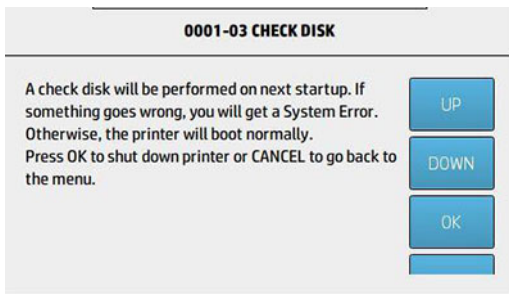 0001-03 CHECK DISK
A check disk will be performed on next startup. If
something goes wrong, you will get a System Error.
Otherwise, the printer will boot normally.
Press OK to shut down printer or CANCEL to go back to
the menu.
UP
DOWN
OK